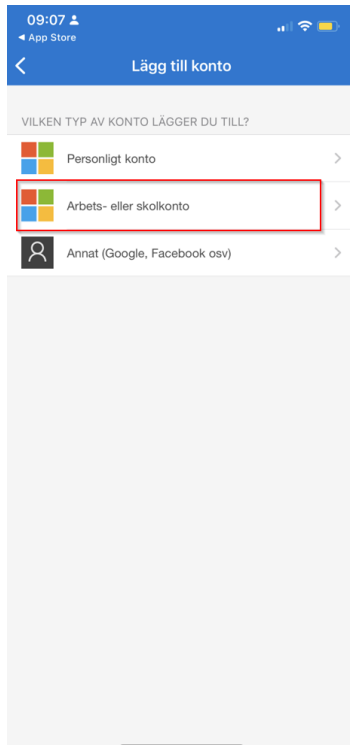 09:07
◀ App Store
Lägg till konto
VILKEN TYP AV KONTO LÄGGER DU TILL?
Personligt konto
Arbets- eller skolkonto
Annat (Google, Facebook osv)